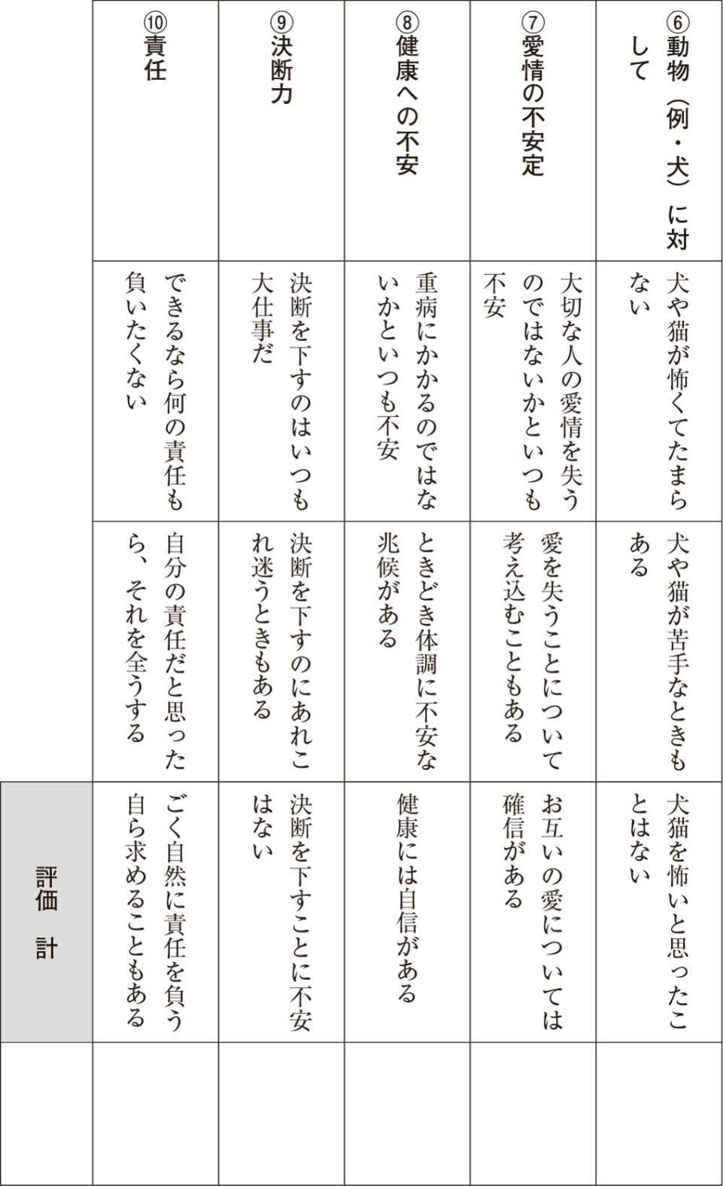 ⑥動物（例・犬）に対
して
犬や猫が怖くてたまら
ない
犬や猫が苦手なときも
ある
犬猫を怖いと思ったこ
とはない
⑦愛情の不安定
大切な人の愛情を失う
のではないかといつも
不安
愛を失うことについて
考え込むこともある
お互いの愛については
確信がある
⑧健康への不安
重病にかかるのではな
いかといつも不安
ときどき体調に不安な
兆候がある
健康には自信がある
⑨決断力
決断を下すのはいつも
大仕事だ
決断を下すのにあれこ
れ迷うときもある
決断を下すことに不安
はない
⑩責任
できるなら何の責任も
負いたくない
自分の責任だと思った
ら、それを全うする
ごく自然に責任を負う
自ら求めることもある
評価　計